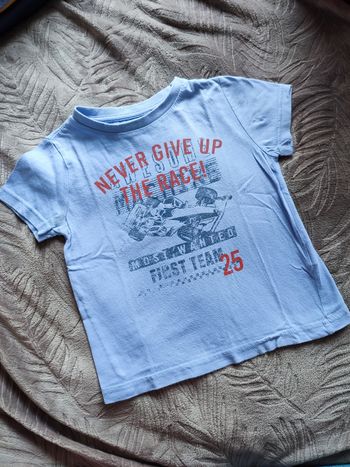 NEVER GIVE UP
THE RACE!
MOST WANTED
FIRST TEAM
25